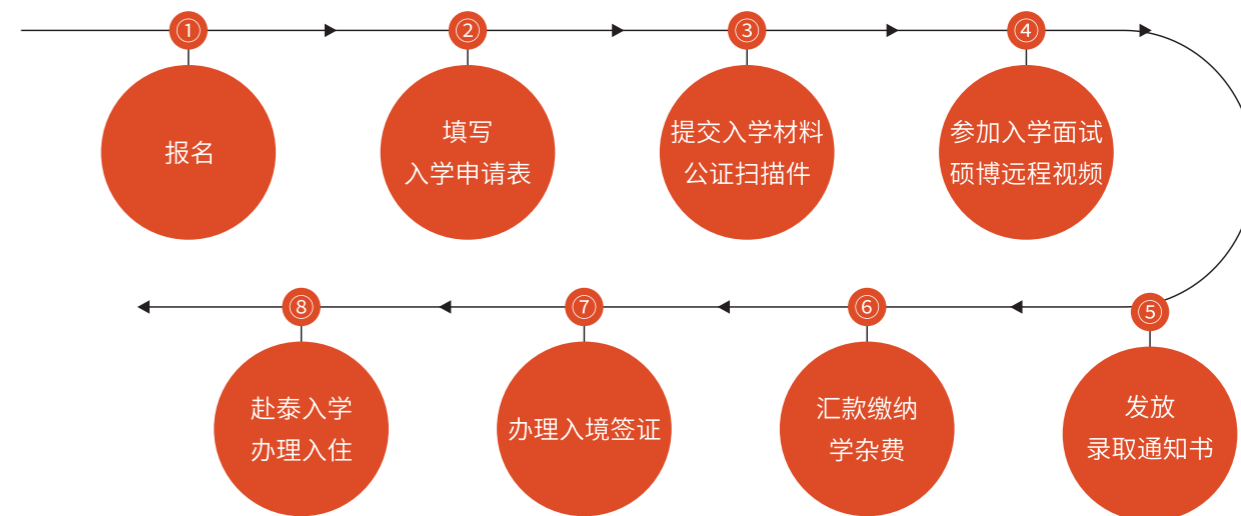 ①
报名
②
填写
入学申请表
③
提交入学材料
公证扫描件
④
参加入学面试
硕博远程视频
⑤
发放
录取通知书
⑥
汇款缴纳
学杂费
⑦
办理入境签证
⑧
赴泰入学
办理入住